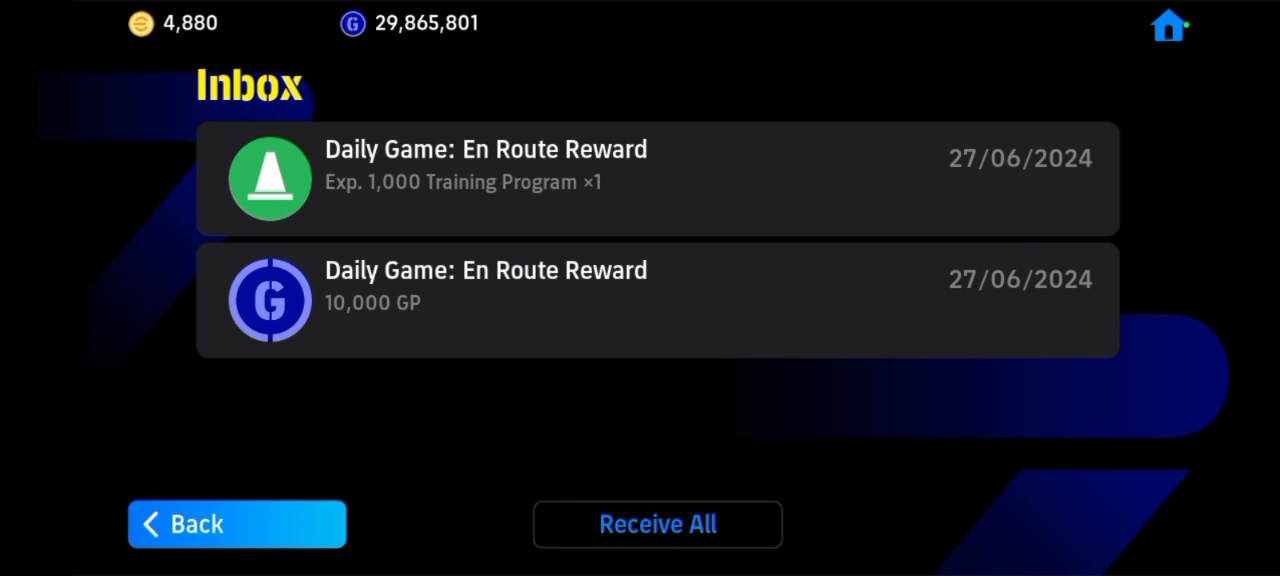 4,880
29,865,801
Inbox
Daily Game: En Route Reward
27/06/2024
Exp. 1,000 Training Program ×1
G
Daily Game: En Route Reward
27/06/2024
10,000 GP
Back
Receive All